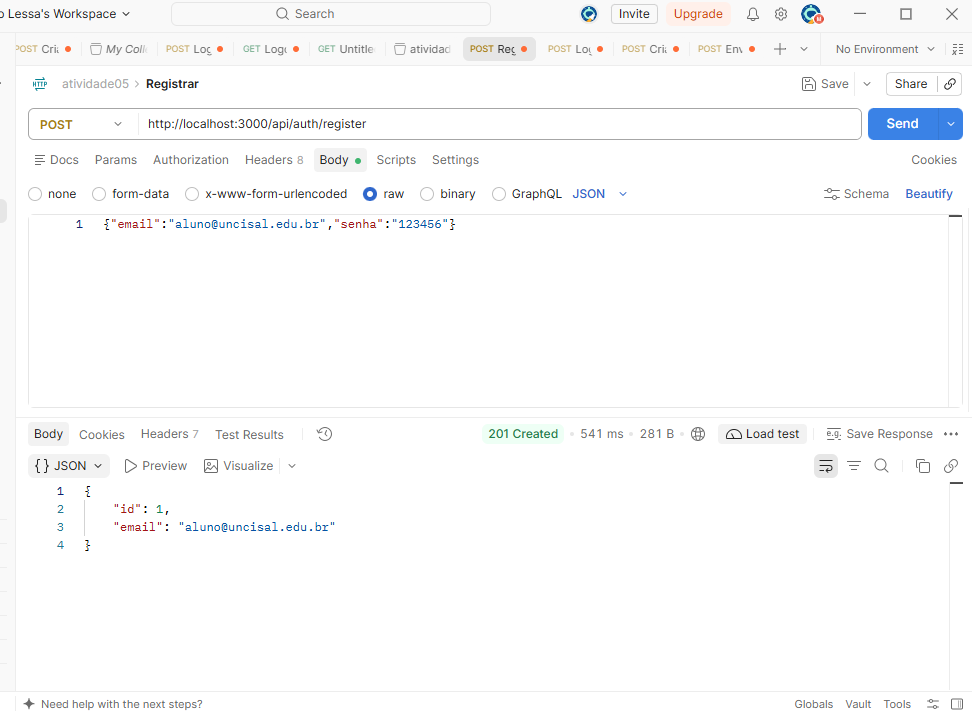 o Lessa's Workspace Search Invite Upgrade
POST Cria My Colle POST Log GET Logo GET Untitle atividad POST Reg POST Log POST Cria POST Env No Environment
HTTP atividade05 > Registrar Save Share
POST http://localhost:3000/api/auth/register Send
Docs Params Authorization Headers 8 Body Scripts Settings Cookies
none form-data x-www-form-urlencoded raw binary GraphQL JSON Schema Beautify
1 {"email":"aluno@uncisal.edu.br","senha":"123456"}
Body Cookies Headers 7 Test Results 201 Created • 541 ms • 281 B • Load test e.g. Save Response
{} JSON Preview Visualize
1 {
2 "id": 1,
3 "email": "aluno@uncisal.edu.br"
4 }
Need help with the next steps? Globals Vault Tools